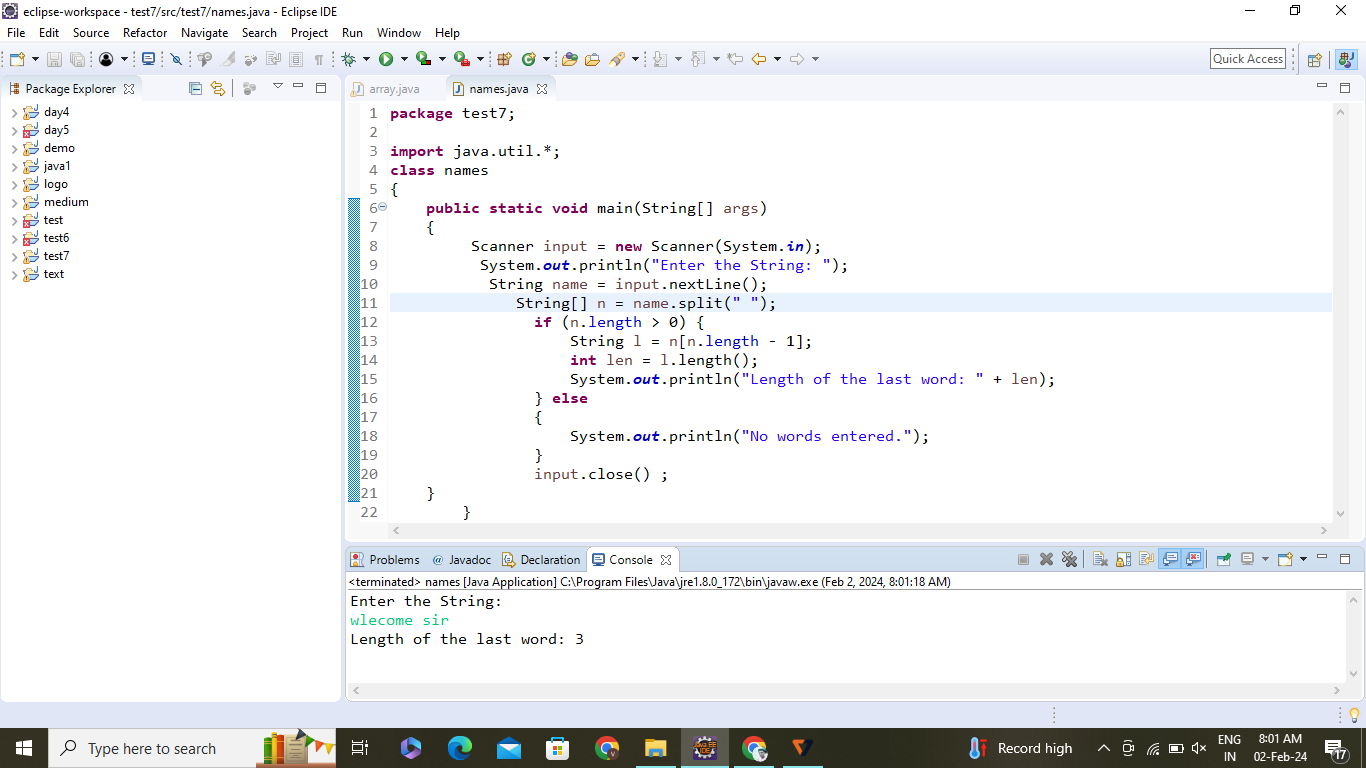 eclipse-workspace - test7/src/test7/names.java - Eclipse IDE
File Edit Source Refactor Navigate Search Project Run Window Help
Quick Access
Package Explorer
day4
day5
demo
java1
logo
medium
test
test6
test7
text
array.java names.java
1 package test7;
2
3 import java.util.*;
4 class names
5 {
6 public static void main(String[] args)
7 {
8 Scanner input = new Scanner(System.in);
9 System.out.println("Enter the String: ");
10 String name = input.nextLine();
11 String[] n = name.split(" ");
12 if (n.length > 0) {
13 String l = n[n.length - 1];
14 int len = l.length();
15 System.out.println("Length of the last word: " + len);
16 } else
17 {
18 System.out.println("No words entered.");
19 }
20 input.close() ;
21 }
22 }
Problems @ Javadoc Declaration Console
<terminated> names [Java Application] C:\Program Files\Java\jre1.8.0_172\bin\javaw.exe (Feb 2, 2024, 8:01:18 AM)
Enter the String:
wlecome sir
Length of the last word: 3
Type here to search
Record high
ENG
IN
8:01 AM
02-Feb-24
17